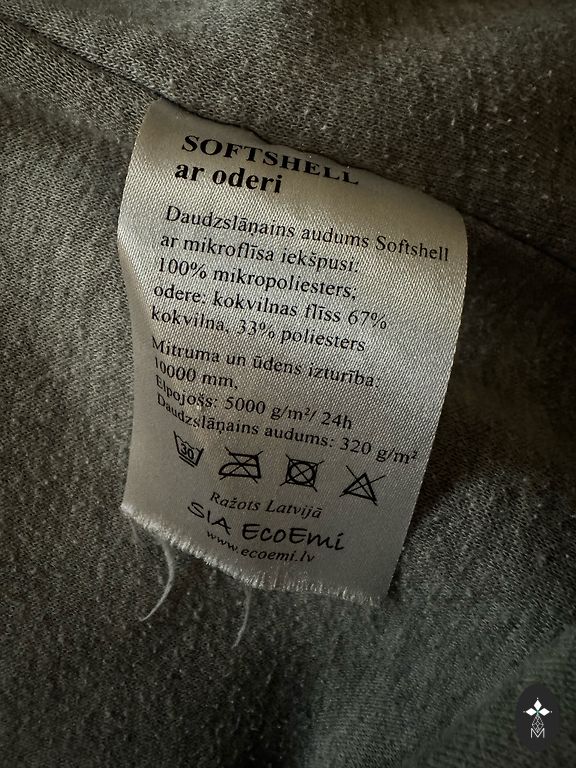 SOFTSHELL
ar oderi
Daudzslāņains audums Softshell
ar mikroflīsa iekšpusi:
100% mikropoliesters,
odere: kokvilnas flīss 67%
kokvilna, 33% poliesters
Mitruma un ūdens izturība:
10000 mm,
Elpojošs: 5000 g/m²/ 24h
Daudzslāņains audums: 320 g/m²
30
Ražots Latvijā
SIA EcoEmi
www.ecoemi.lv
M